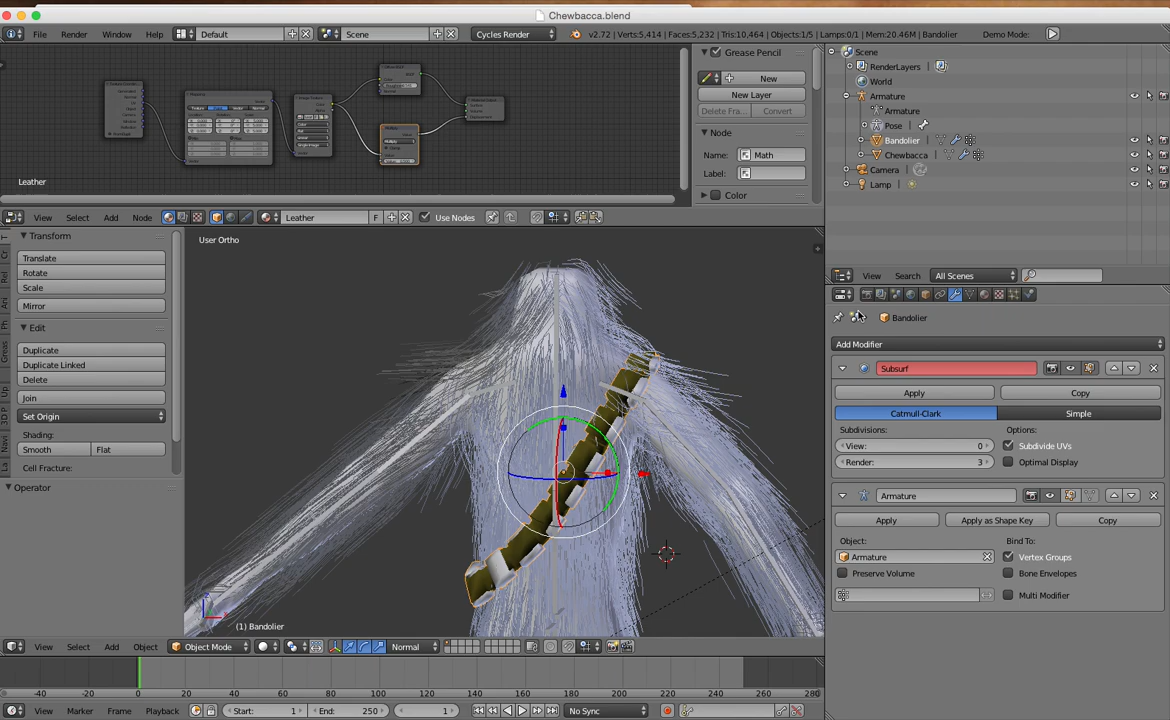 Chewbacca.blend
File Render Window Help Default Scene Cycles Render v2.72 | Verts:5,414 | Faces:5,232 | Tris:10,464 | Objects:1/5 | Lamps:0/1 | Mem:20.46M | Bandolier Demo Mode:
Grease Pencil
New
New Layer
Delete Fra... Convert
Node
Name: Math
Label:
Color
Leather
View Select Add Node Leather F Use Nodes
Scene
RenderLayers
World
Armature
Armature
Pose
Bandolier
Chewbacca
Camera
Lamp
View Search All Scenes
Transform
Translate
Rotate
Scale
Mirror
Edit
Duplicate
Duplicate Linked
Delete
Join
Set Origin
Shading:
Smooth Flat
Cell Fracture:
Operator
User Ortho
(1) Bandolier
Bandolier
Add Modifier
Subsurf
Apply Copy
Catmull-Clark Simple
Subdivisions: Options:
View: 0 Subdivide UVs
Render: 3 Optimal Display
Armature
Apply Apply as Shape Key Copy
Object: Bind To:
Armature Vertex Groups
Preserve Volume Bone Envelopes
Multi Modifier
View Select Add Object Object Mode Normal
-40 -20 0 20 40 60 80 100 120 140 160 180 200 220 240 260 280
View Marker Frame Playback Start: 1 End: 250 1 No Sync